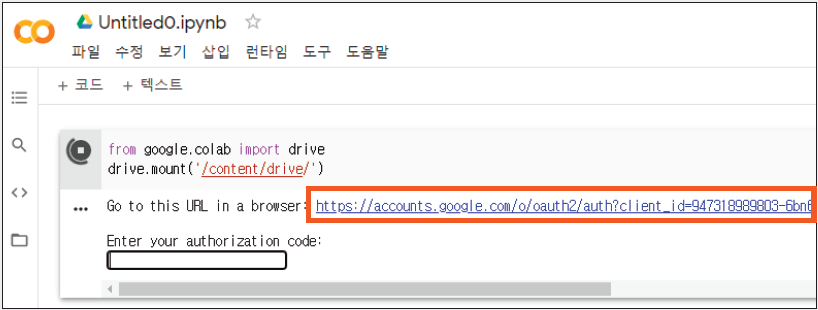 Untitled0.ipynb
파일 수정 보기 삽입 런타임 도구 도움말
+ 코드 + 텍스트
from google.colab import drive
drive.mount('/content/drive/')
Go to this URL in a browser: https://accounts.google.com/o/oauth2/auth?client_id=947318989803-6bn6
Enter your authorization code: